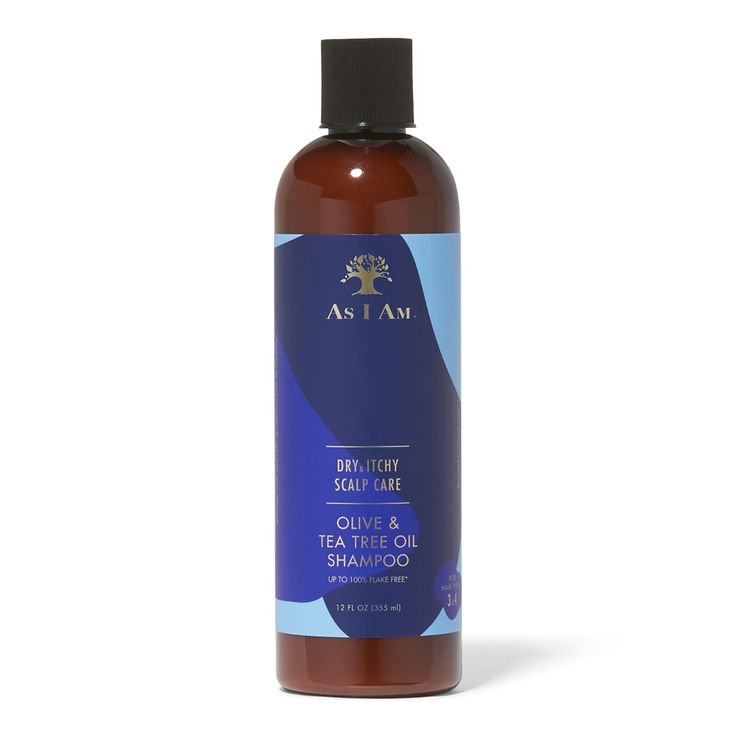 AS I AM
DRY & ITCHY
SCALP CARE
OLIVE &
TEA TREE OIL
SHAMPOO
UP TO 100% FLAKE FREE*
12 FL OZ (355 ml)
FOR
HAIR TYPES
3 & 4